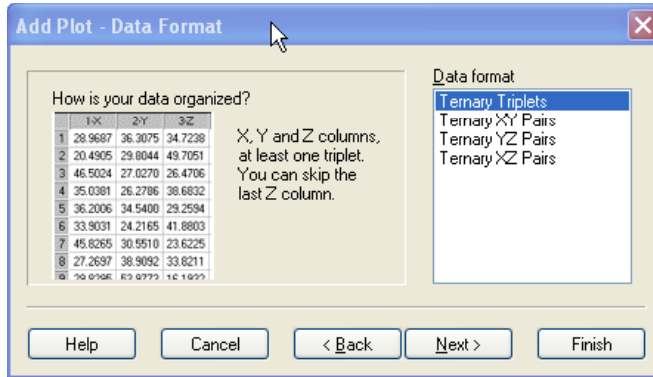 Add Plot - Data Format
How is your data organized?
1-X 2-Y 3-Z
1 28.9687 36.3075 34.7238
2 20.4905 29.8044 49.7051
3 46.5024 27.0270 26.4706
4 35.0381 26.2786 38.6832
5 36.2006 34.5400 29.2594
6 33.9031 24.2165 41.8803
7 45.8265 30.5510 23.6225
8 27.2697 38.9092 33.8211
X, Y and Z columns,
at least one triplet.
You can skip the
last Z column.
Data format
Ternary Triplets
Ternary XY Pairs
Ternary YZ Pairs
Ternary XZ Pairs
Help Cancel < Back Next > Finish